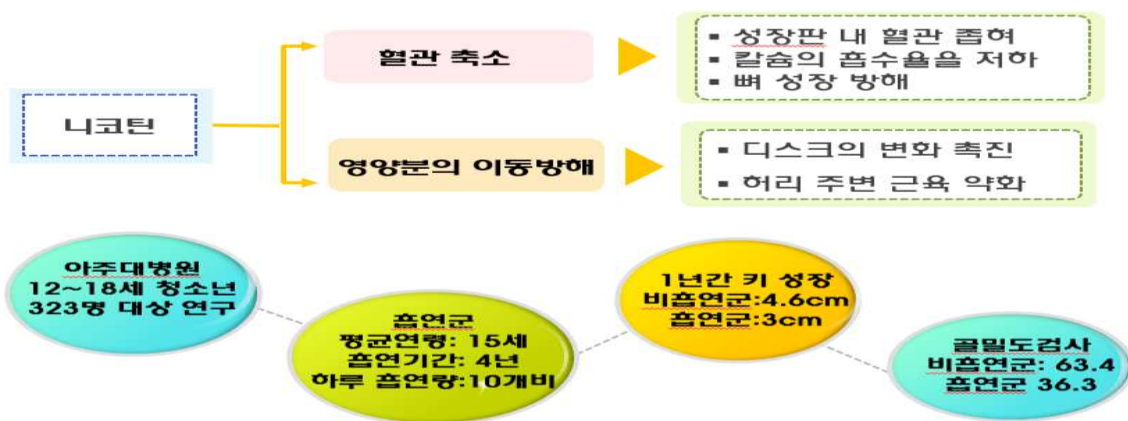 니코틴
혈관 축소
▪ 성장판 내 혈관 좁혀
▪ 칼슘의 흡수율을 저하
▪ 뼈 성장 방해
영양분의 이동방해
▪ 디스크의 변화 촉진
▪ 허리 주변 근육 약화
아주대병원
12~18세 청소년
323명 대상 연구
흡연군
평균연령: 15세
흡연기간: 4년
하루 흡연량:10개비
1년간 키 성장
비흡연군:4.6cm
흡연군:3cm
골밀도검사
비흡연군: 63.4
흡연군 36.3